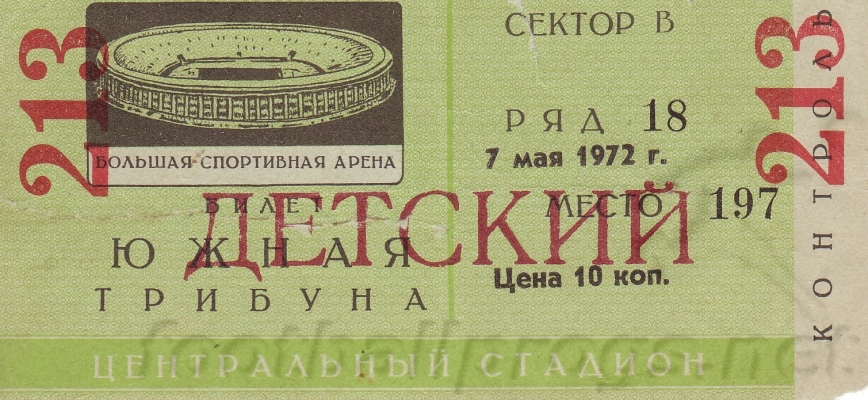 213
БОЛЬШАЯ СПОРТИВНАЯ АРЕНА
БИЛЕТ
ЮЖНАЯ
ТРИБУНА
ДЕТСКИЙ
СЕКТОР В
РЯД 18
7 мая 1972 г.
МЕСТО 197
Цена 10 коп.
213
КОНТРОЛЬ
ЦЕНТРАЛЬНЫЙ СТАДИОН